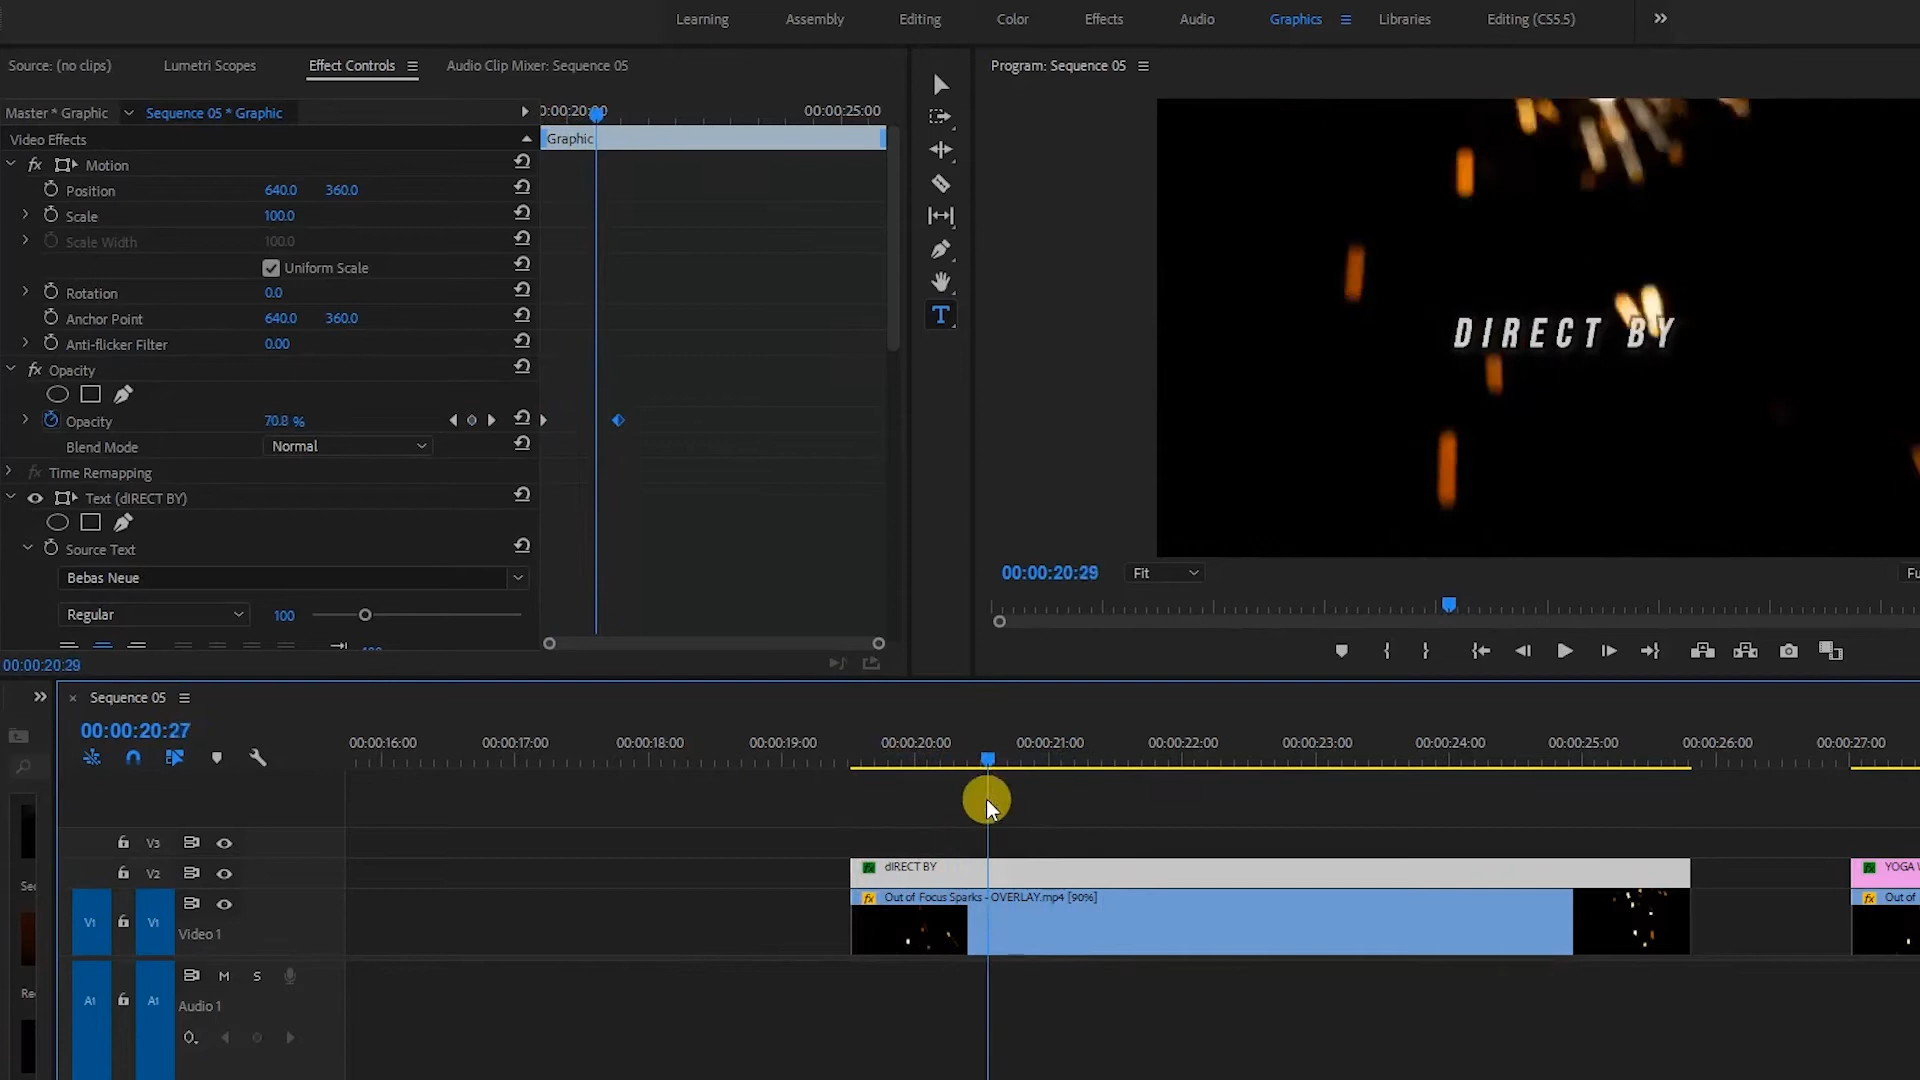 Learning Assembly Editing Color Effects Audio Graphics Libraries Editing (CS5.5)
Source: (no clips) Lumetri Scopes Effect Controls Audio Clip Mixer: Sequence 05
Program: Sequence 05
Master * Graphic Sequence 05 * Graphic
0:00:20:00 00:00:25:00
Video Effects
Graphic
fx Motion
Position 640.0 360.0
Scale 100.0
Scale Width 100.0
Uniform Scale
Rotation 0.0
Anchor Point 640.0 360.0
Anti-flicker Filter 0.00
fx Opacity
Opacity 70.8 %
Blend Mode Normal
fx Time Remapping
Text (dIRECT BY)
Source Text
Bebas Neue
Regular 100
00:00:20:29
DIRECT BY
00:00:20:29 Fit Fu
Sequence 05
00:00:20:27
00:00:16:00 00:00:17:00 00:00:18:00 00:00:19:00 00:00:20:00 00:00:21:00 00:00:22:00 00:00:23:00 00:00:24:00 00:00:25:00 00:00:26:00 00:00:27:00
V3
V2
dIRECT BY
YOGA
V1 V1
Video 1
fx Out of Focus Sparks - OVERLAY.mp4 [90%]
fx Out of
M S
A1 A1
Audio 1
Sec
Re